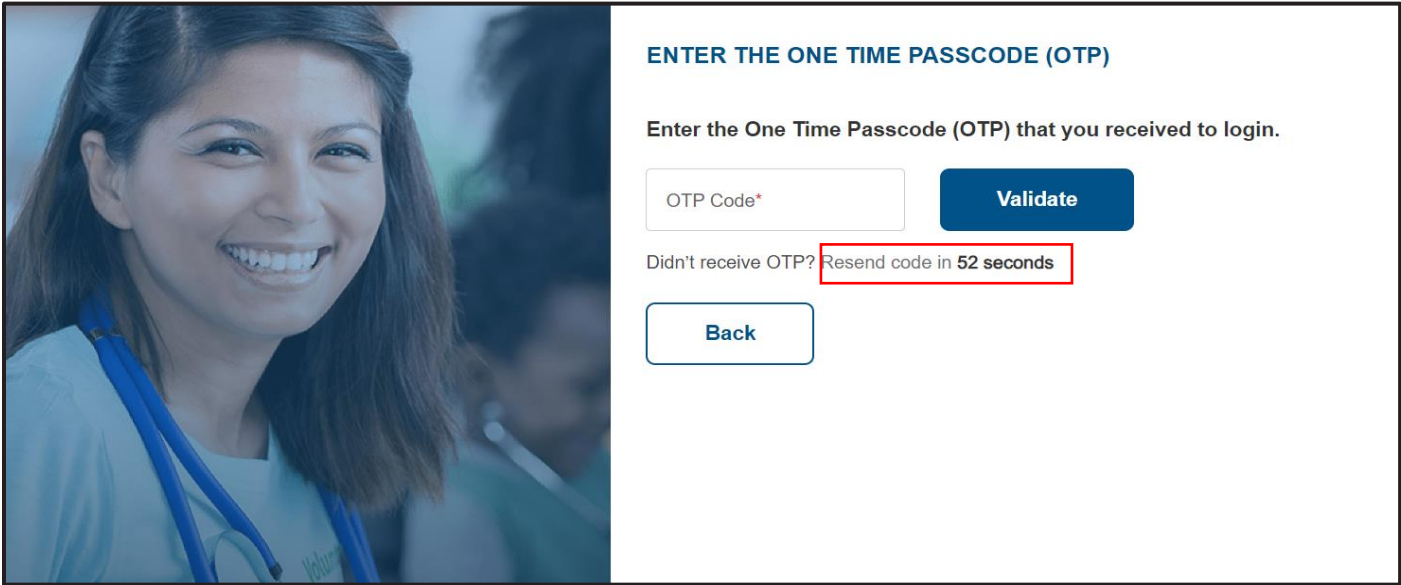 ENTER THE ONE TIME PASSCODE (OTP)
Enter the One Time Passcode (OTP) that you received to login.
OTP Code*
Validate
Didn't receive OTP? Resend code in 52 seconds
Back